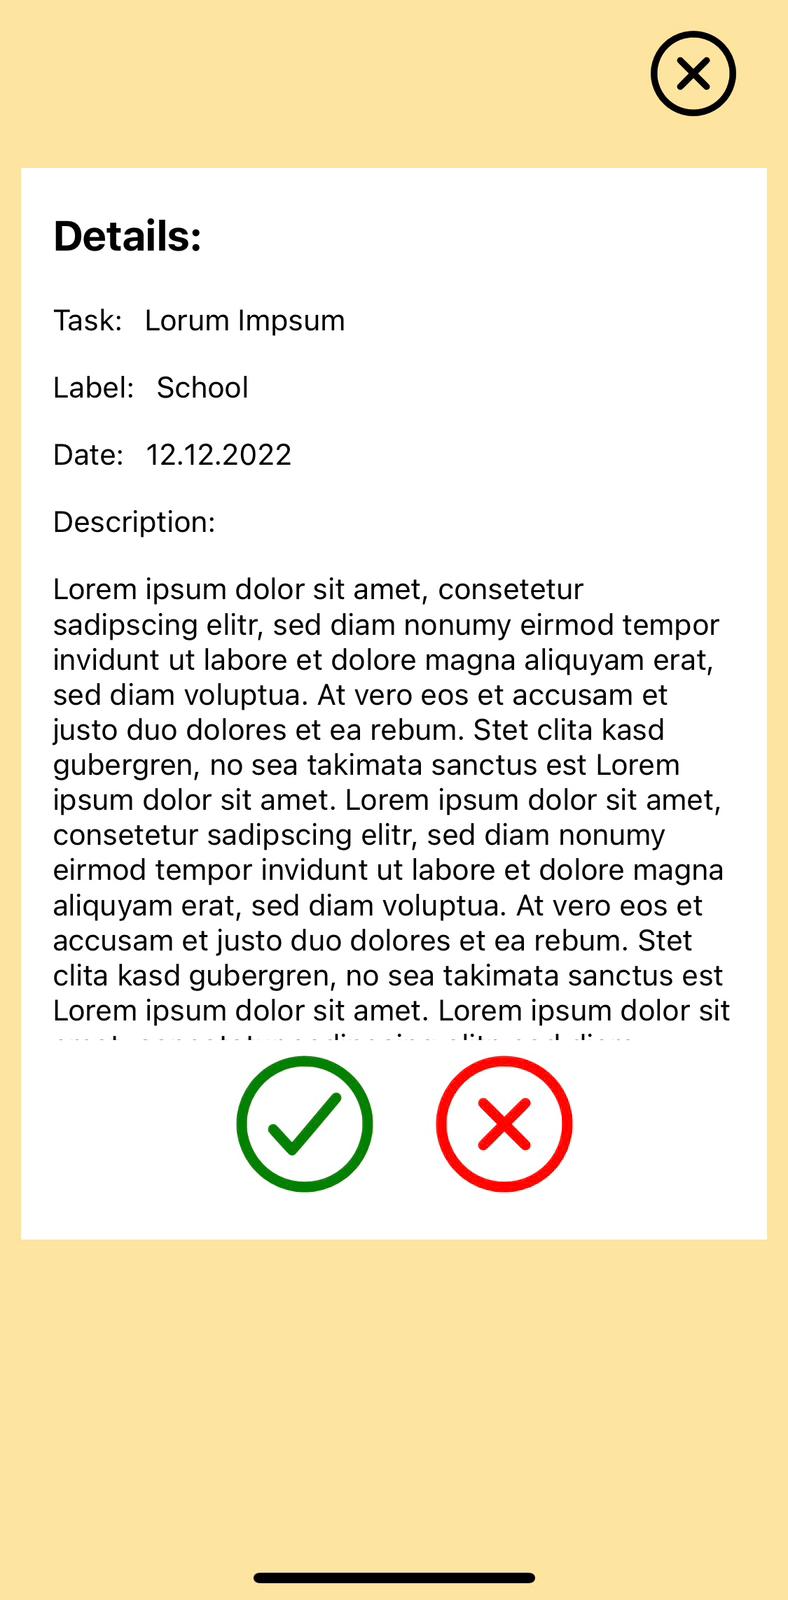 Details:
Task: Lorum Impsum
Label: School
Date: 12.12.2022
Description:
Lorem ipsum dolor sit amet, consetetur
sadipscing elitr, sed diam nonumy eirmod tempor
invidunt ut labore et dolore magna aliquyam erat,
sed diam voluptua. At vero eos et accusam et
justo duo dolores et ea rebum. Stet clita kasd
gubergren, no sea takimata sanctus est Lorem
ipsum dolor sit amet. Lorem ipsum dolor sit amet,
consetetur sadipscing elitr, sed diam nonumy
eirmod tempor invidunt ut labore et dolore magna
aliquyam erat, sed diam voluptua. At vero eos et
accusam et justo duo dolores et ea rebum. Stet
clita kasd gubergren, no sea takimata sanctus est
Lorem ipsum dolor sit amet. Lorem ipsum dolor sit